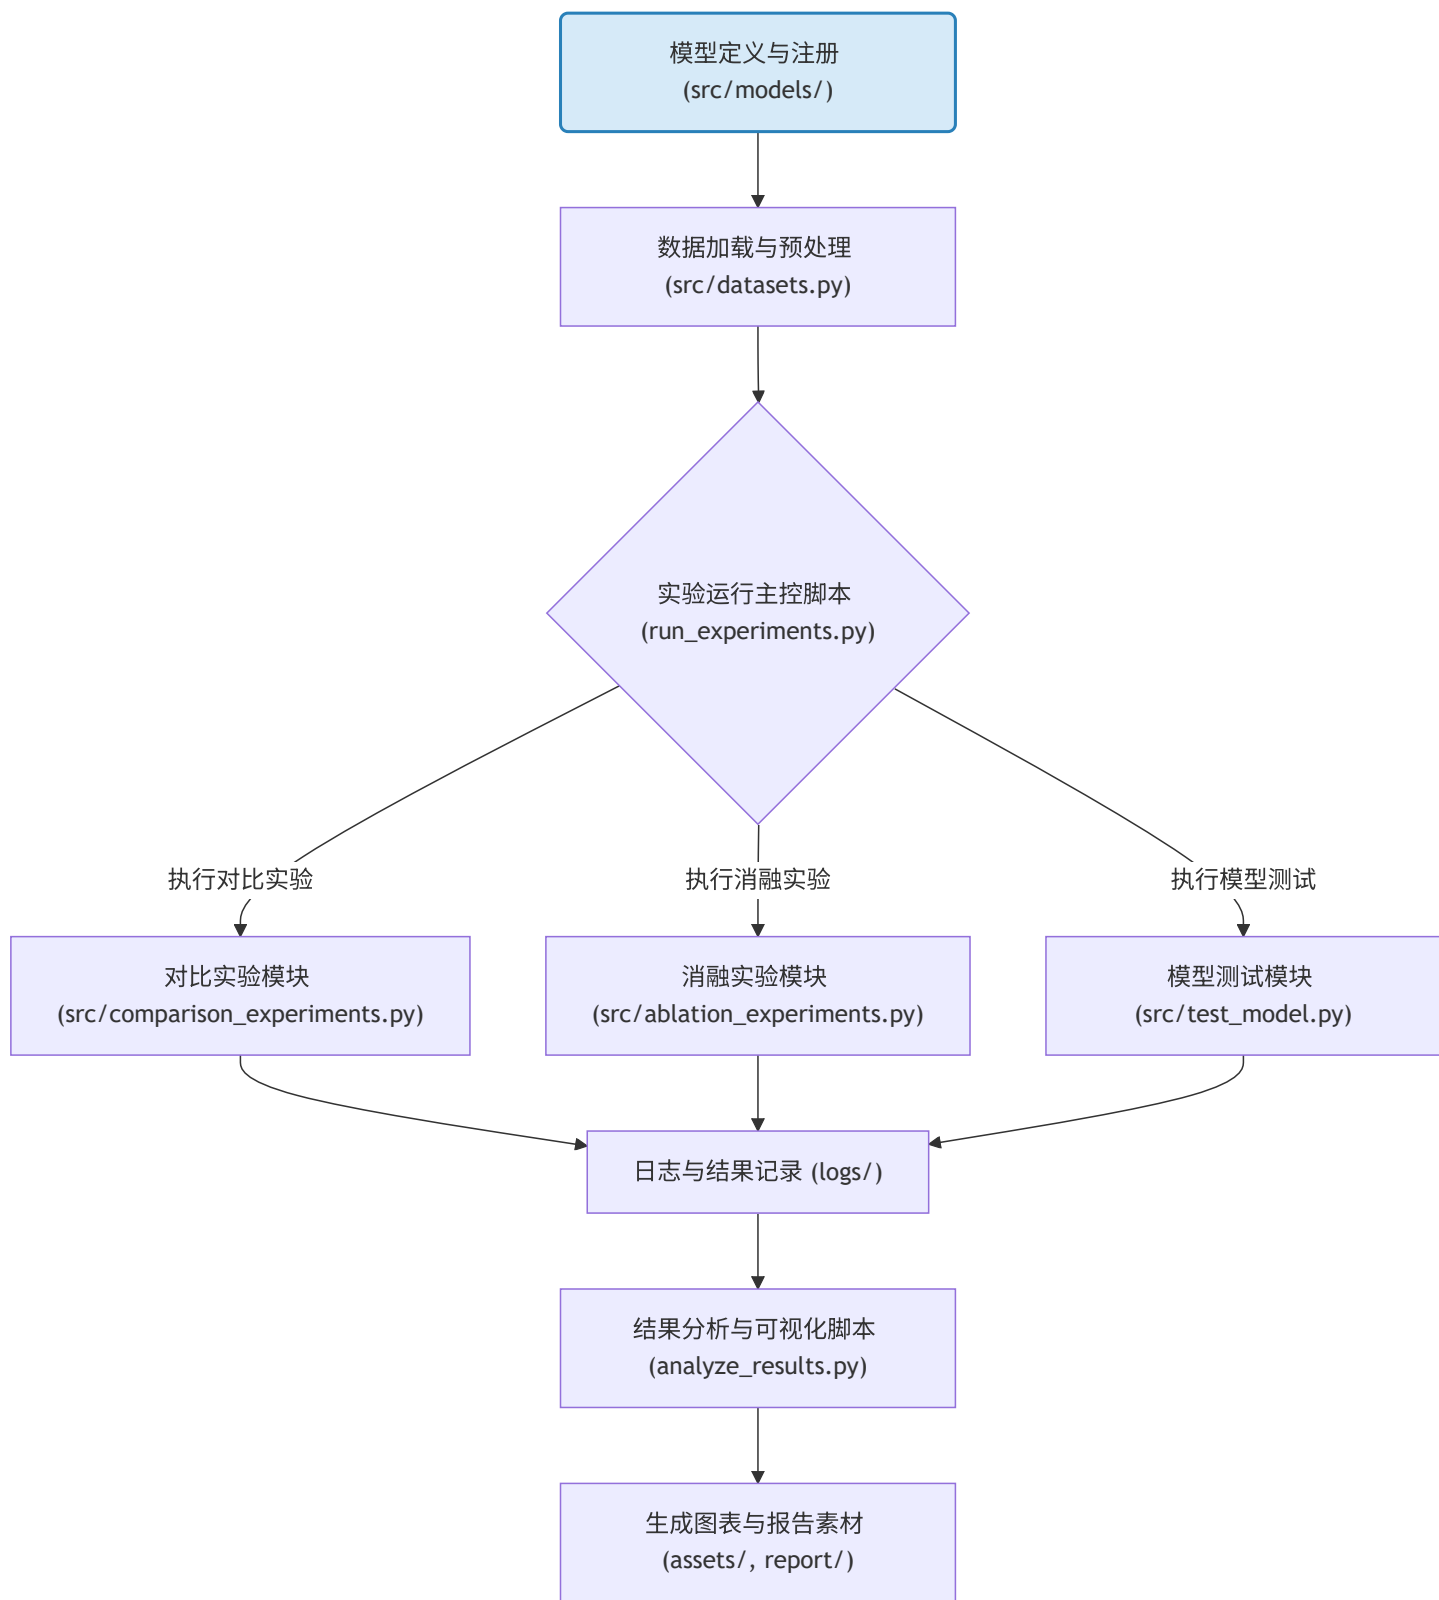 模型定义与注册
(src/models/)
数据加载与预处理
(src/datasets.py)
实验运行主控脚本
(run_experiments.py)
执行对比实验
执行消融实验
执行模型测试
对比实验模块
(src/comparison_experiments.py)
消融实验模块
(src/ablation_experiments.py)
模型测试模块
(src/test_model.py)
日志与结果记录 (logs/)
结果分析与可视化脚本
(analyze_results.py)
生成图表与报告素材
(assets/, report/)